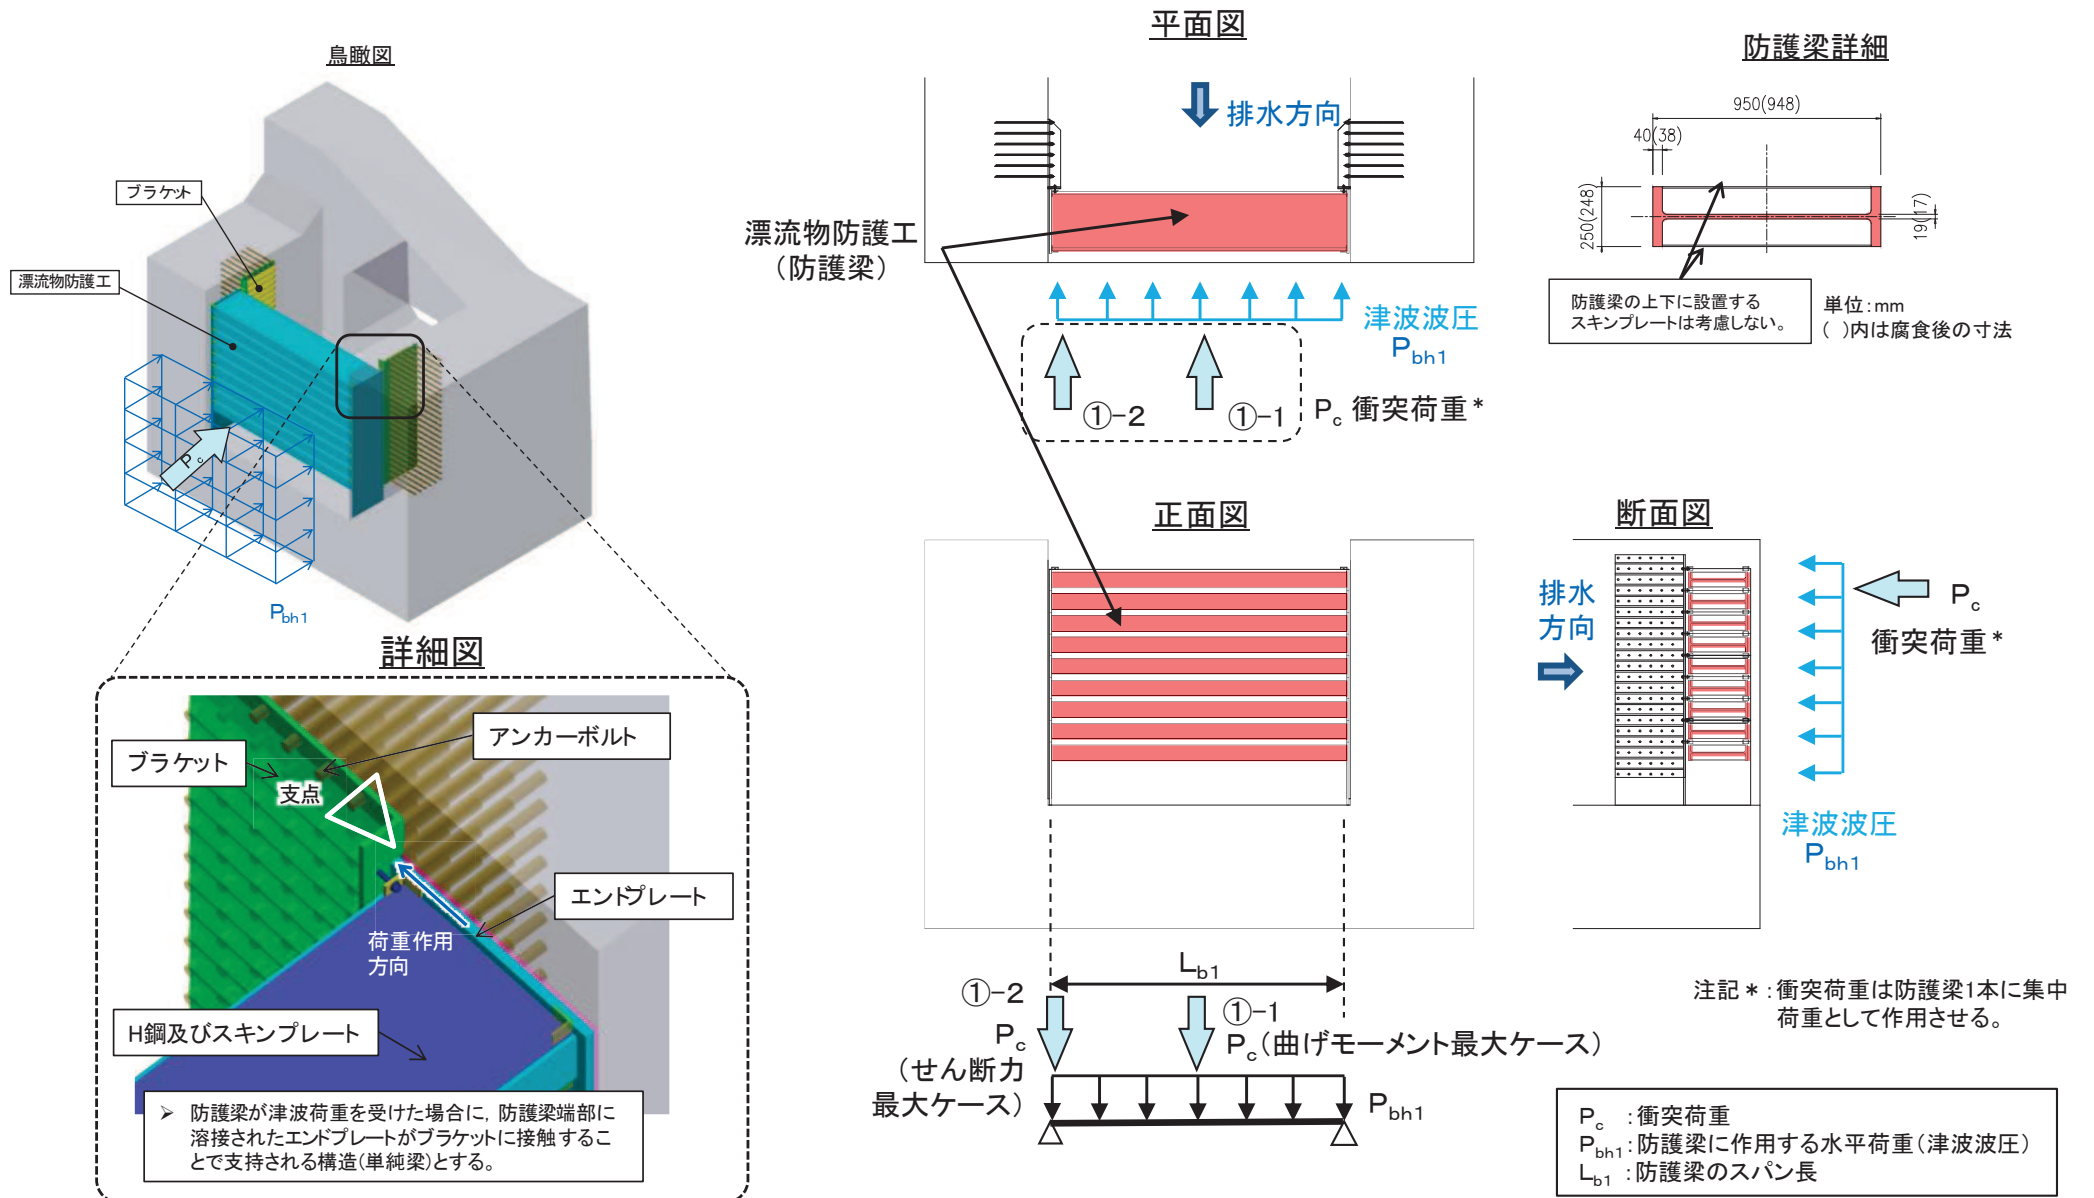 鳥瞰図
ブラケット
漂流物防護工
Pc
Pbh1
詳細図
ブラケット
アンカーボルト
支点
エンドプレート
荷重作用
方向
H鋼及びスキンプレート
➢ 防護梁が津波荷重を受けた場合に，防護梁端部に
溶接されたエンドプレートがブラケットに接触するこ
とで支持される構造(単純梁)とする。
平面図
排水方向
漂流物防護工
（防護梁）
津波波圧
Pbh1
①-2
①-1
Pc 衝突荷重*
正面図
Lb1
①-2
Pc
（せん断力
最大ケース）
①-1
Pc（曲げモーメント最大ケース）
Pbh1
防護梁詳細
950(948)
40(38)
250(248)
19(17)
防護梁の上下に設置する
スキンプレートは考慮しない。
単位：mm
( )内は腐食後の寸法
断面図
排水
方向
Pc
衝突荷重*
津波波圧
Pbh1
注記＊：衝突荷重は防護梁1本に集中
荷重として作用させる。
Pc ：衝突荷重
Pbh1：防護梁に作用する水平荷重（津波波圧）
Lb1 ：防護梁のスパン長